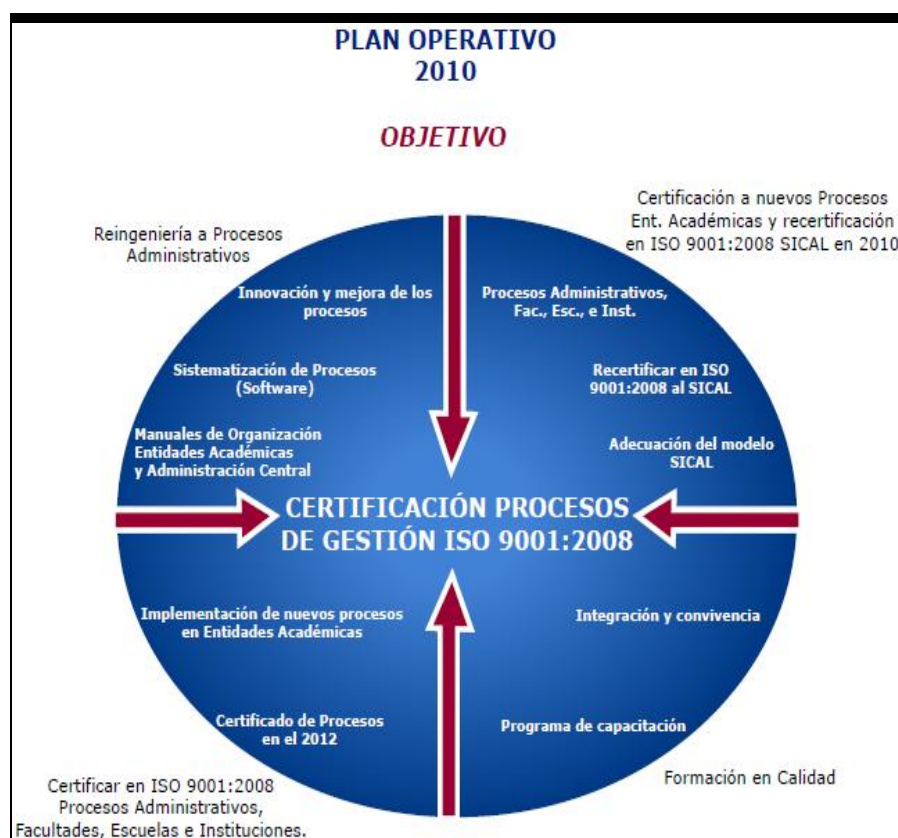 PLAN OPERATIVO
2010
OBJETIVO
Reingeniería a Procesos
Administrativos
Certificación a nuevos Procesos
Ent. Académicas y recertificación
en ISO 9001:2008 SICAL en 2010
Innovación y mejora de los
procesos
Sistematización de Procesos
(Software)
Manuales de Organización
Entidades Académicas
y Administración Central
Procesos Administrativos,
Fac., Esc., e Inst.
Recertificar en ISO
9001:2008 al SICAL
Adecuación del modelo
SICAL
CERTIFICACIÓN PROCESOS
DE GESTIÓN ISO 9001:2008
Implementación de nuevos procesos
en Entidades Académicas
Certificado de Procesos
en el 2012
Integración y convivencia
Programa de capacitación
Certificar en ISO 9001:2008
Procesos Administrativos,
Facultades, Escuelas e Instituciones.
Formación en Calidad